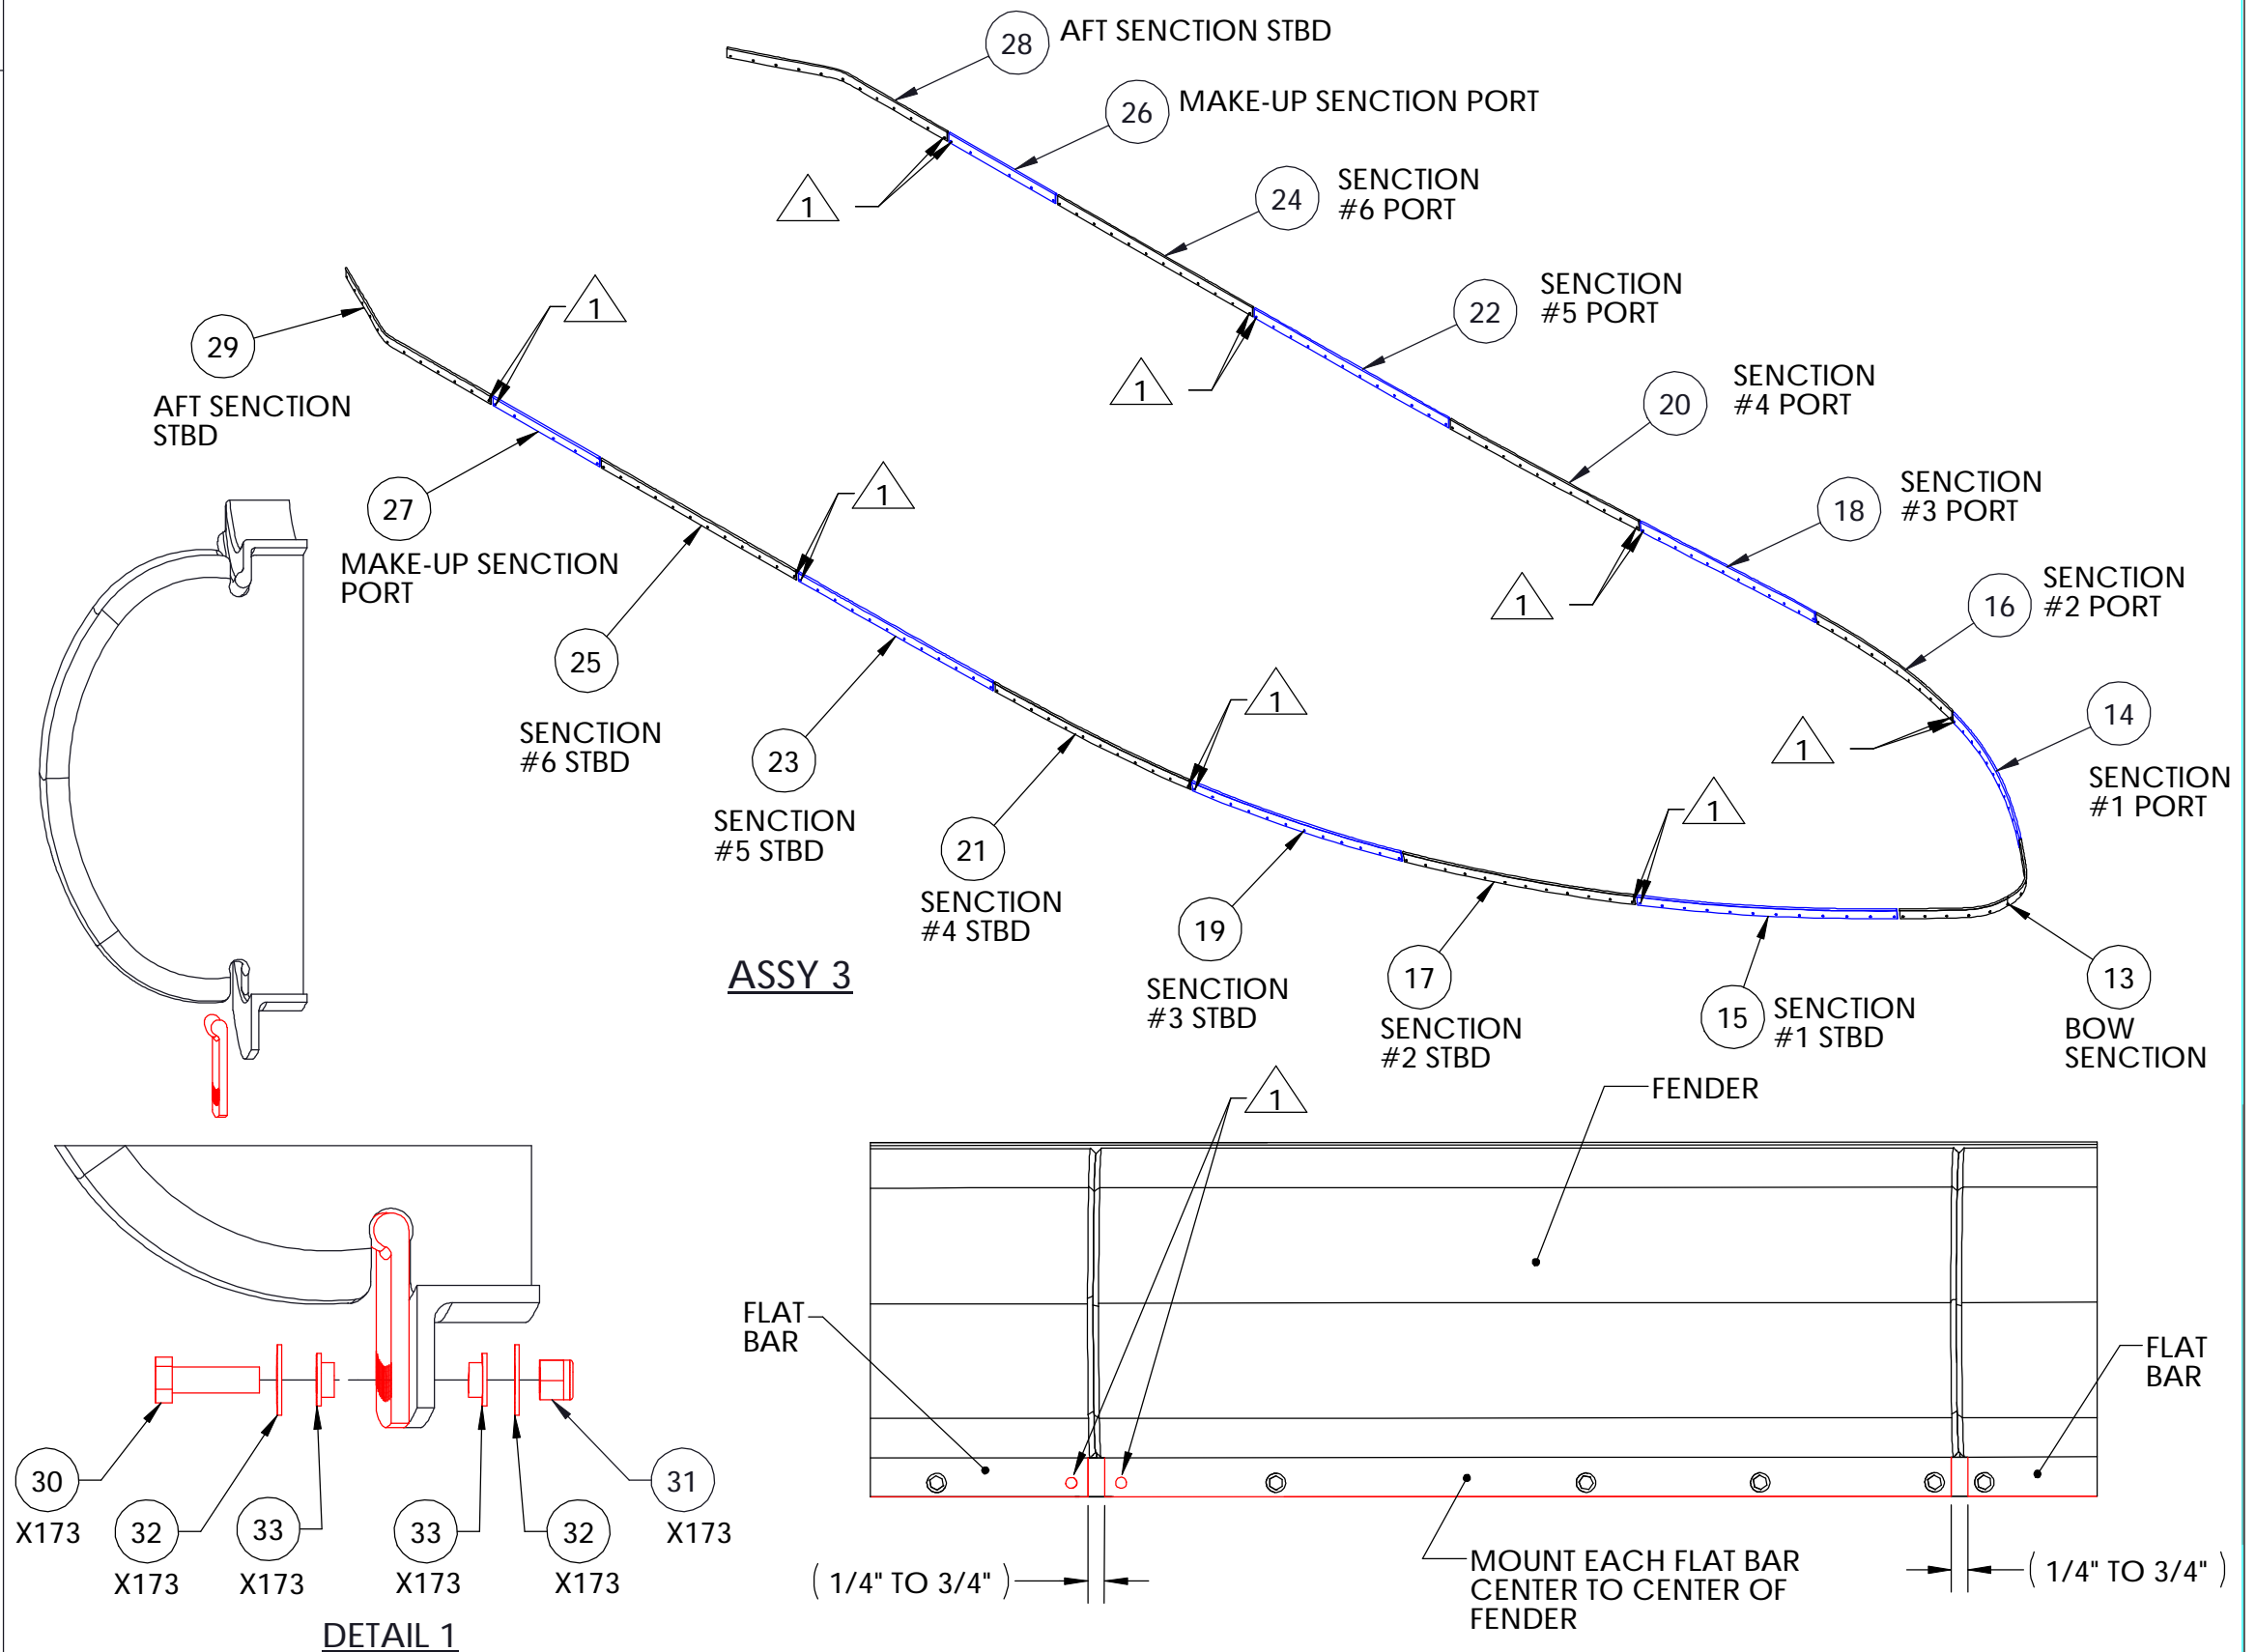 28 AFT SENCTION STBD
26 MAKE-UP SENCTION PORT
1
24 SENCTION
#6 PORT
22 SENCTION
#5 PORT
1
20 SENCTION
#4 PORT
18 SENCTION
#3 PORT
1
16 SENCTION
#2 PORT
14
SENCTION
#1 PORT
1
29
AFT SENCTION
STBD
1
27
MAKE-UP SENCTION
PORT
1
25
SENCTION
#6 STBD
23
SENCTION
#5 STBD
1
21
SENCTION
#4 STBD
19
SENCTION
#3 STBD
1
17
SENCTION
#2 STBD
15 SENCTION
#1 STBD
13
BOW
SENCTION
ASSY 3
1
FENDER
FLAT
BAR
FLAT
BAR
( 1/4" TO 3/4" )
MOUNT EACH FLAT BAR
CENTER TO CENTER OF
FENDER
( 1/4" TO 3/4" )
30
X173
32
X173
33
X173
33
X173
32
X173
31
X173
DETAIL 1